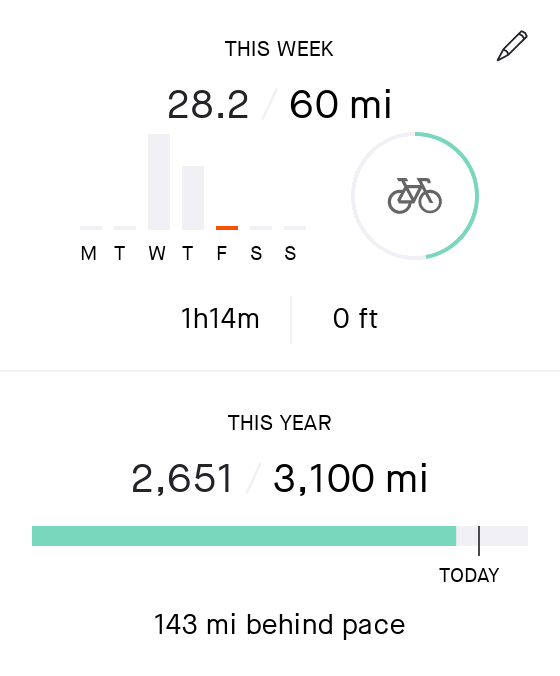 THIS WEEK
28.2 / 60 mi
M T W T F S S
1h14m 0 ft
THIS YEAR
2,651 / 3,100 mi
TODAY
143 mi behind pace